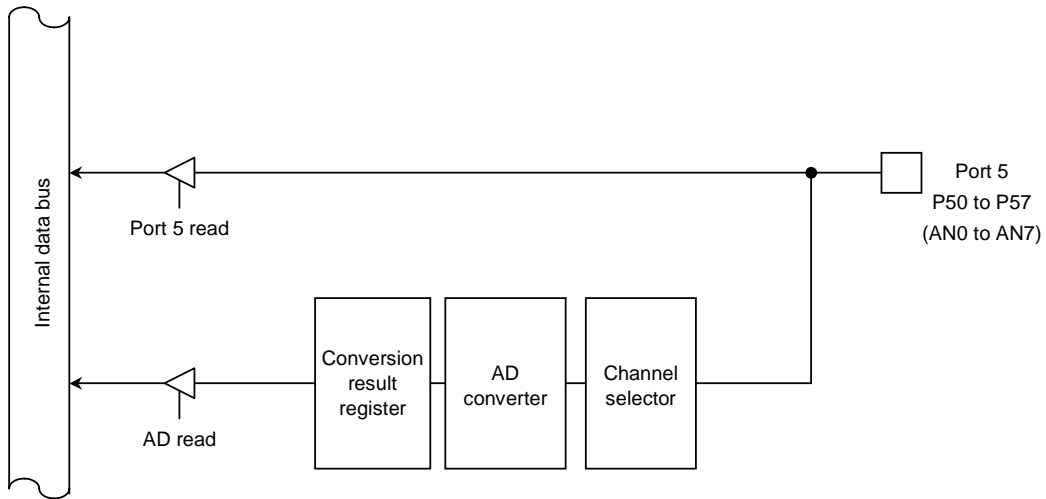 Internal data bus
Port 5 read
Port 5
P50 to P57
(AN0 to AN7)
Conversion
result
register
AD
converter
Channel
selector
AD read